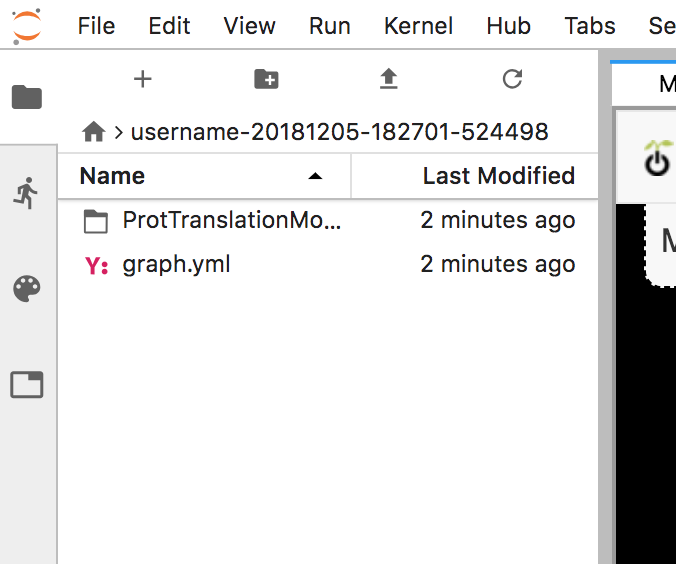 File Edit View Run Kernel Hub Tabs Se
M
username-20181205-182701-524498
Name Last Modified
ProtTranslationMo... 2 minutes ago
M
Y: graph.yml 2 minutes ago